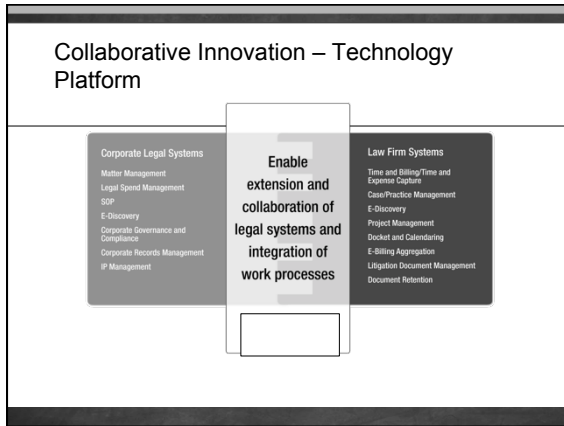 Collaborative Innovation – Technology
Platform
Corporate Legal Systems
Matter Management
Legal Spend Management
SOP
E-Discovery
Corporate Governance and
Compliance
Corporate Records Management
IP Management
Enable
extension and
collaboration of
legal systems and
integration of
work processes
Law Firm Systems
Time and Billing/Time and
Expense Capture
Case/Practice Management
E-Discovery
Project Management
Docket and Calendaring
E-Billing Aggregation
Litigation Document Management
Document Retention